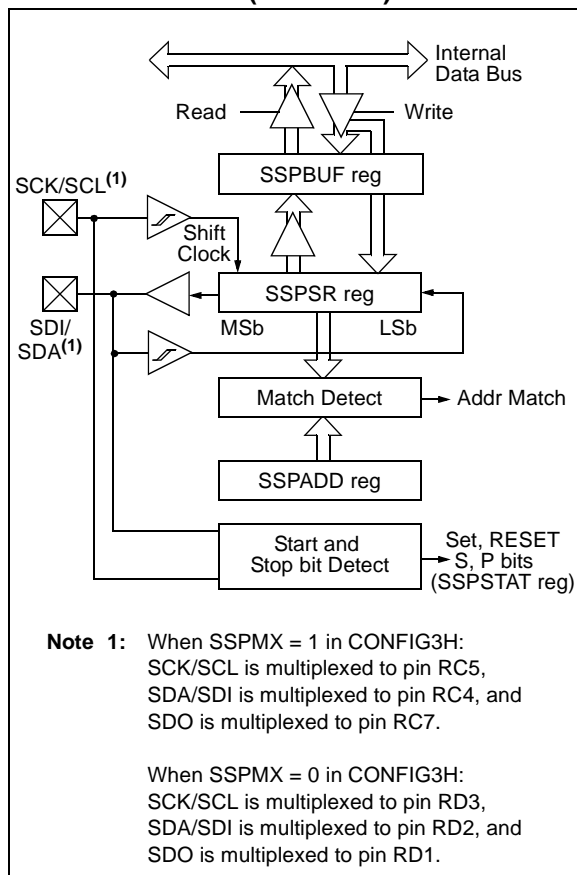 Internal
Data Bus
Read
Write
SSPBUF reg
SCK/SCL(1)
Shift
Clock
SSPSR reg
MSb
LSb
SDI/
SDA(1)
Match Detect
Addr Match
SSPADD reg
Start and
Stop bit Detect
Set, RESET
S, P bits
(SSPSTAT reg)
Note 1: When SSPMX = 1 in CONFIG3H:
SCK/SCL is multiplexed to pin RC5,
SDA/SDI is multiplexed to pin RC4, and
SDO is multiplexed to pin RC7.
When SSPMX = 0 in CONFIG3H:
SCK/SCL is multiplexed to pin RD3,
SDA/SDI is multiplexed to pin RD2, and
SDO is multiplexed to pin RD1.